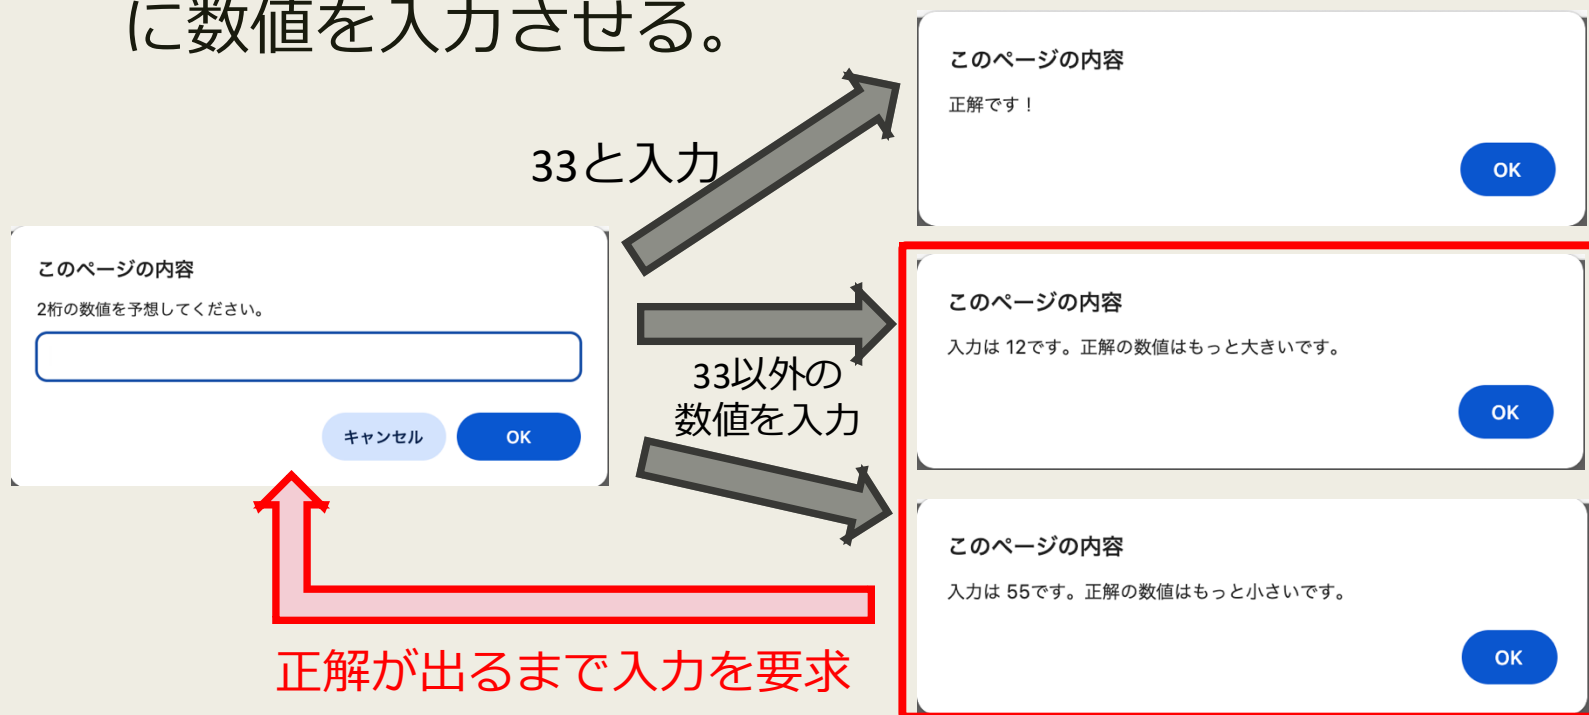 に数値を入力させる。
33と入力
このページの内容
正解です！
OK
このページの内容
2桁の数値を予想してください。
キャンセル
OK
33以外の
数値を入力
このページの内容
入力は 12です。正解の数値はもっと大きいです。
OK
このページの内容
入力は 55です。正解の数値はもっと小さいです。
OK
正解が出るまで入力を要求